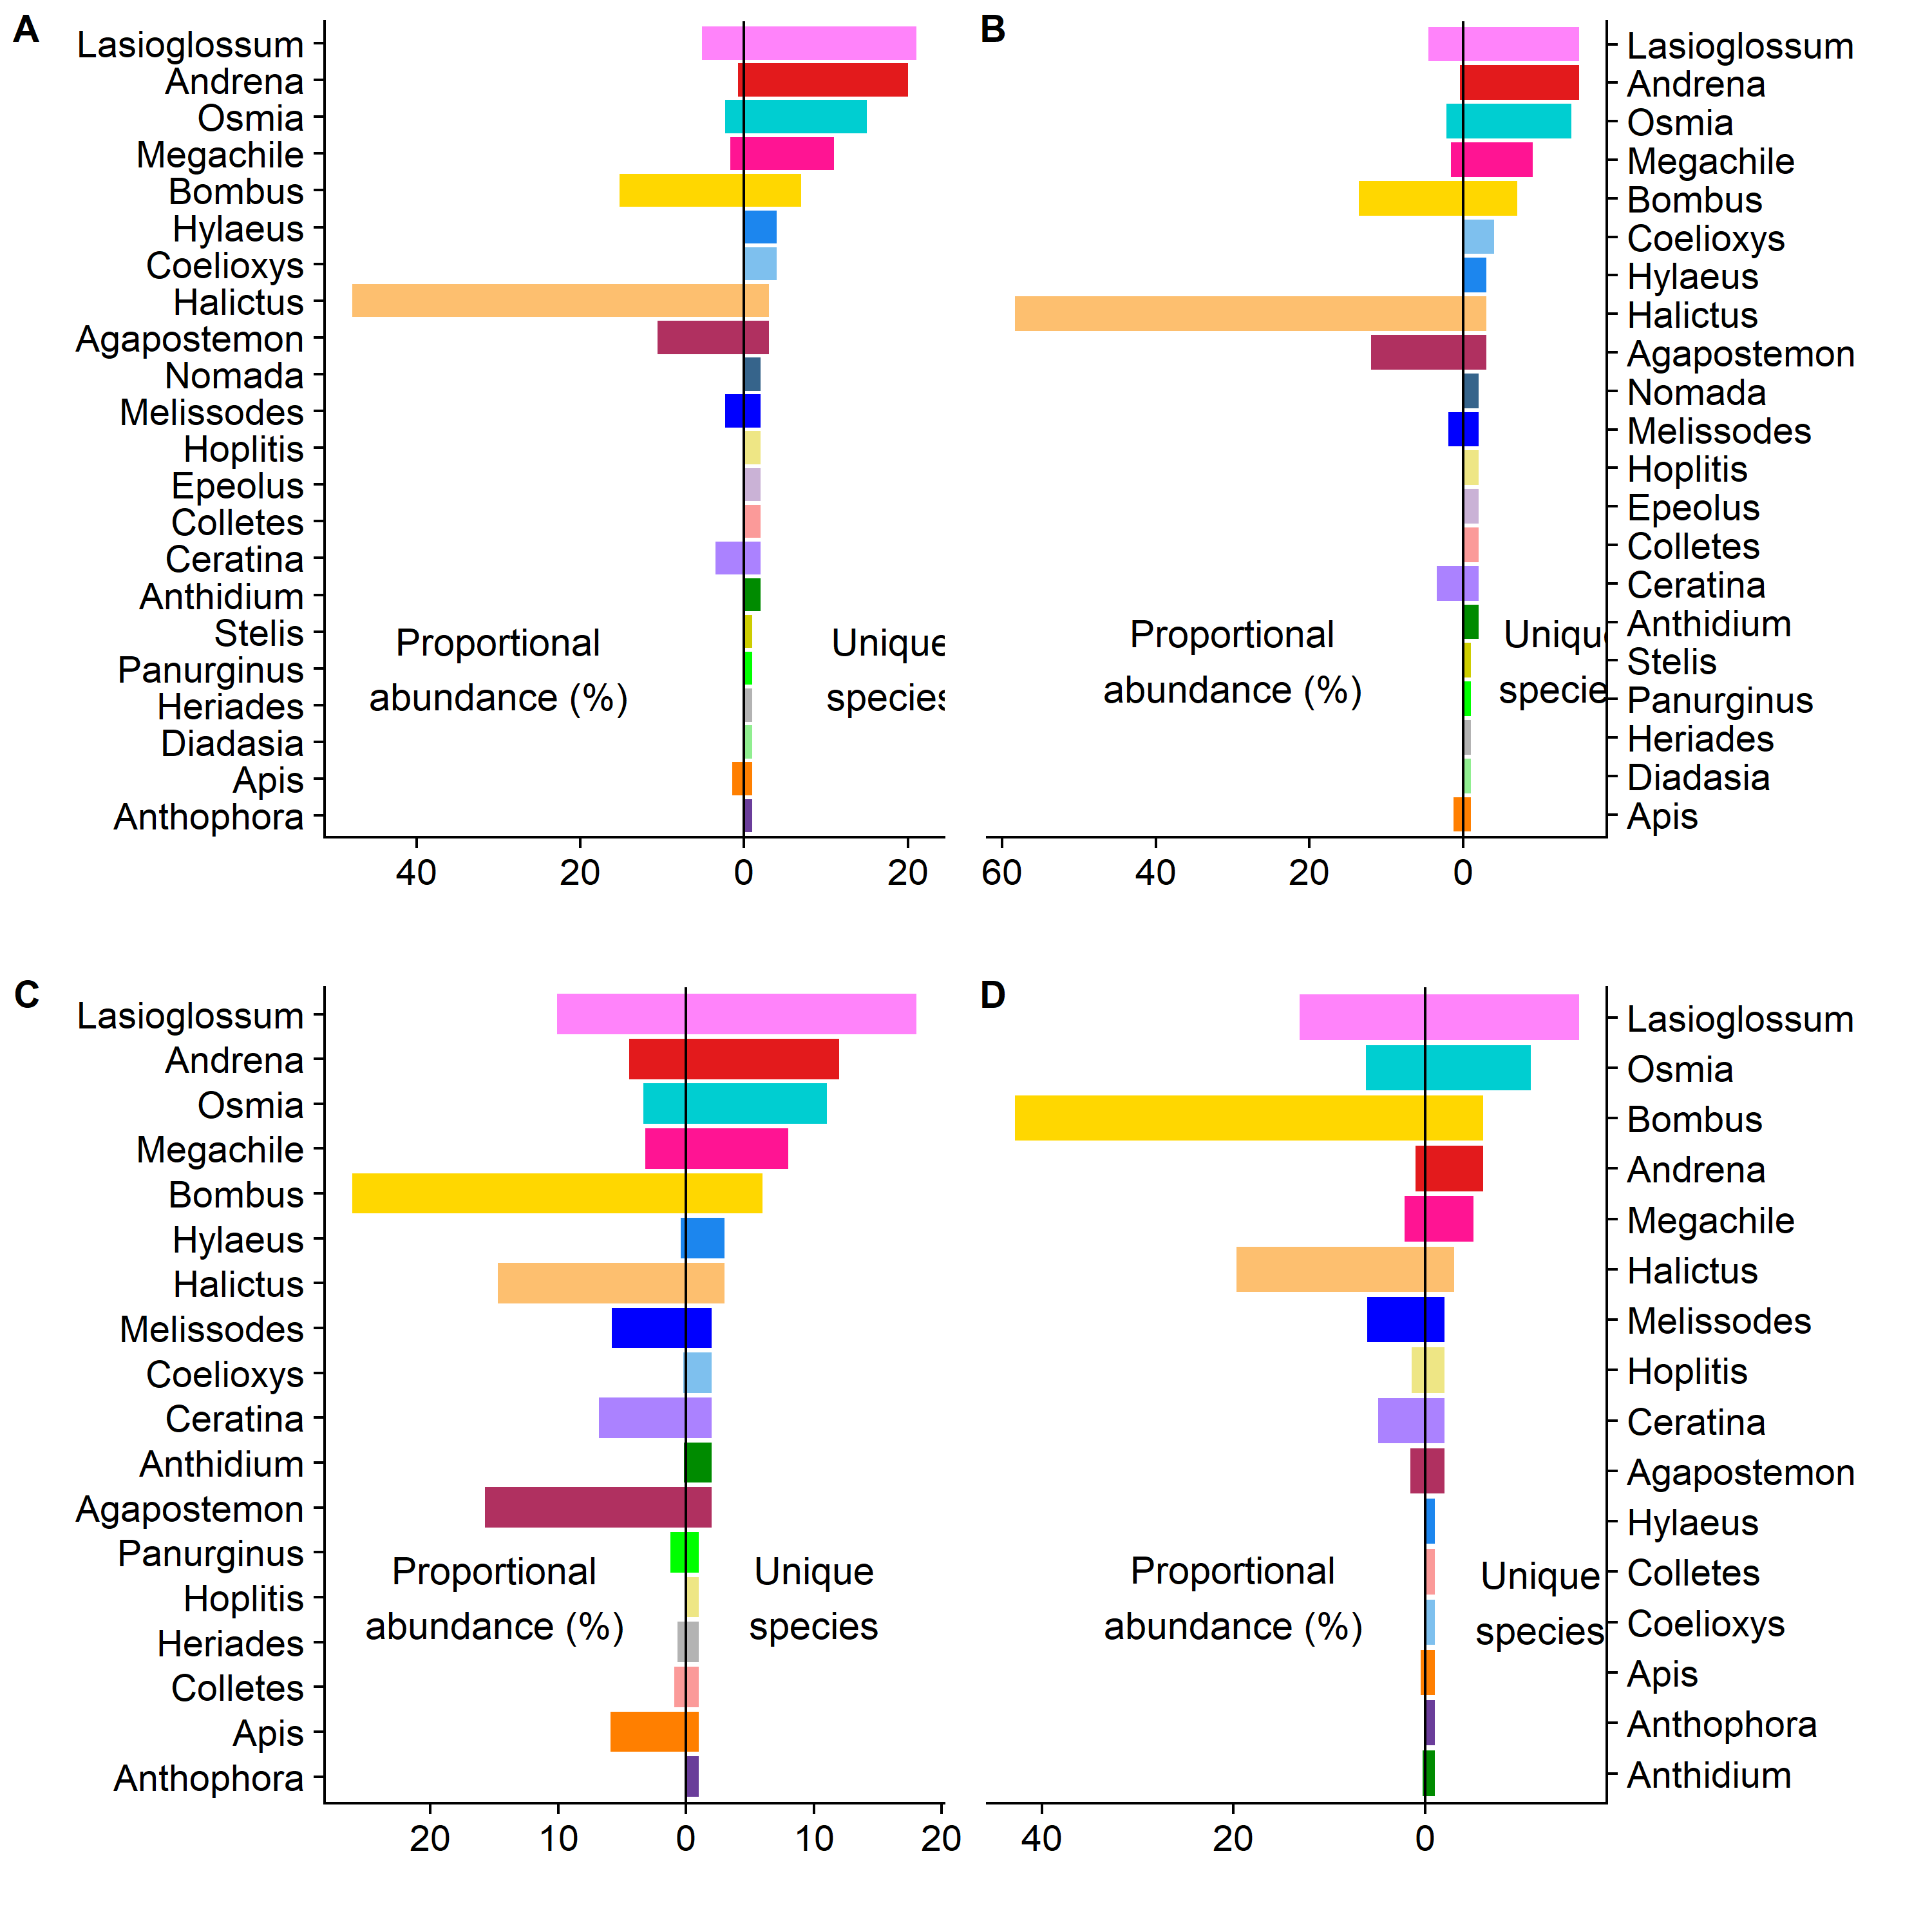 A
Lasioglossum
Andrena
Osmia
Megachile
Bombus
Hylaeus
Coelioxys
Halictus
Agapostemon
Nomada
Melissodes
Hoplitis
Epeolus
Colletes
Ceratina
Anthidium
Stelis
Panurginus
Heriades
Diadasia
Apis
Anthophora
Proportional
abundance (%)
Unique
species
40 20 0 20
B
Lasioglossum
Andrena
Osmia
Megachile
Bombus
Coelioxys
Hylaeus
Halictus
Agapostemon
Nomada
Melissodes
Hoplitis
Epeolus
Colletes
Ceratina
Anthidium
Stelis
Panurginus
Heriades
Diadasia
Apis
Proportional
abundance (%)
Uniqu
specie
60 40 20 0
C
Lasioglossum
Andrena
Osmia
Megachile
Bombus
Hylaeus
Halictus
Melissodes
Coelioxys
Ceratina
Anthidium
Agapostemon
Panurginus
Hoplitis
Heriades
Colletes
Apis
Anthophora
Proportional
abundance (%)
Unique
species
20 10 0 10 20
D
Lasioglossum
Osmia
Bombus
Andrena
Megachile
Halictus
Melissodes
Hoplitis
Ceratina
Agapostemon
Hylaeus
Colletes
Coelioxys
Apis
Anthophora
Anthidium
Proportional
abundance (%)
Unique
species
40 20 0